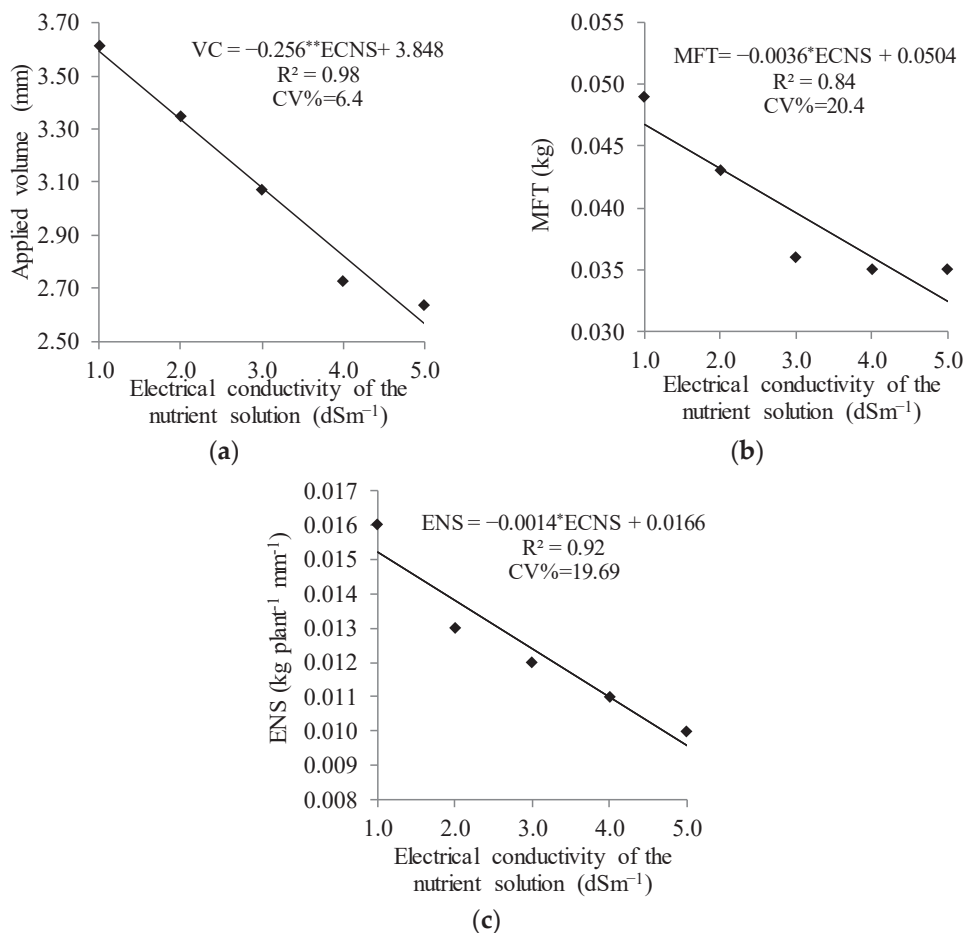 VC = −0.256**ECNS+ 3.848
R² = 0.98
CV%=6.4
Applied volume (mm)
3.70
3.50
3.30
3.10
2.90
2.70
2.50
1.0 2.0 3.0 4.0 5.0
Electrical conductivity of the
nutrient solution (dSm⁻¹)
(a)
MFT= −0.0036*ECNS + 0.0504
R² = 0.84
CV%=20.4
MFT (kg)
0.055
0.050
0.045
0.040
0.035
0.030
1.0 2.0 3.0 4.0 5.0
Electrical conductivity of the
nutrient solution (dSm⁻¹)
(b)
ENS = −0.0014*ECNS + 0.0166
R² = 0.92
CV%=19.69
ENS (kg plant⁻¹ mm⁻¹)
0.017
0.016
0.015
0.014
0.013
0.012
0.011
0.010
0.009
0.008
1.0 2.0 3.0 4.0 5.0
Electrical conductivity of the
nutrient solution (dSm⁻¹)
(c)